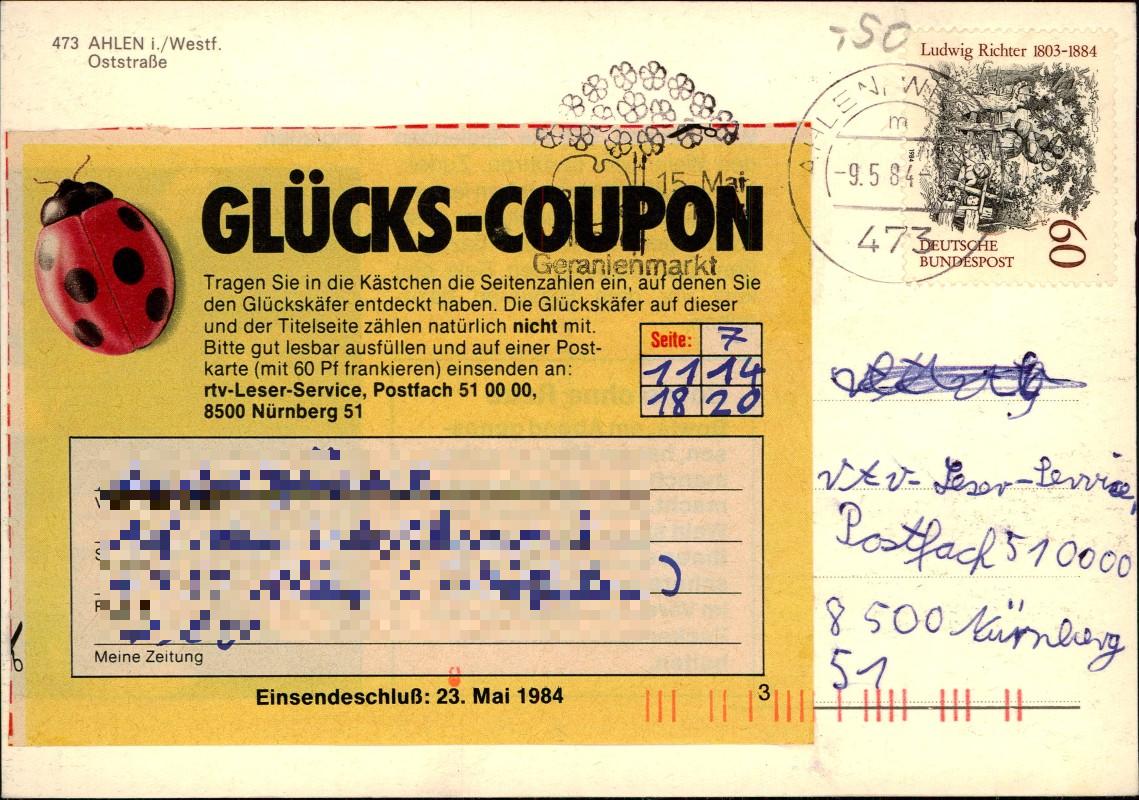 473 AHLEN i./Westf.
Oststraße
-,50
Ludwig Richter 1803-1884
1984
DEUTSCHE
BUNDESPOST
60
AHLEN, W
m
-9.5 84
473
15. Mai
Geranienmarkt
GLÜCKS-COUPON
Tragen Sie in die Kästchen die Seitenzahlen ein, auf denen Sie
den Glückskäfer entdeckt haben. Die Glückskäfer auf dieser
und der Titelseite zählen natürlich nicht mit.
Bitte gut lesbar ausfüllen und auf einer Post-
karte (mit 60 Pf frankieren) einsenden an:
rtv-Leser-Service, Postfach 51 00 00,
8500 Nürnberg 51
Seite: 7
11 14
18 20
Meine Zeitung
Einsendeschluß: 23. Mai 1984
3
rtv- Leser-Service,
Postfach 510000
8500 Nürnberg
51